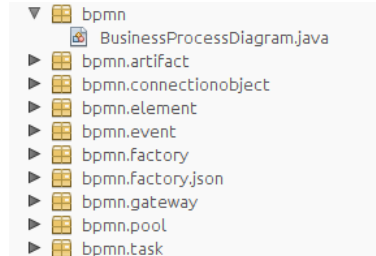 bpmn
BusinessProcessDiagram.java
bpmn.artifact
bpmn.connectionobject
bpmn.element
bpmn.event
bpmn.factory
bpmn.factory.json
bpmn.gateway
bpmn.pool
bpmn.task